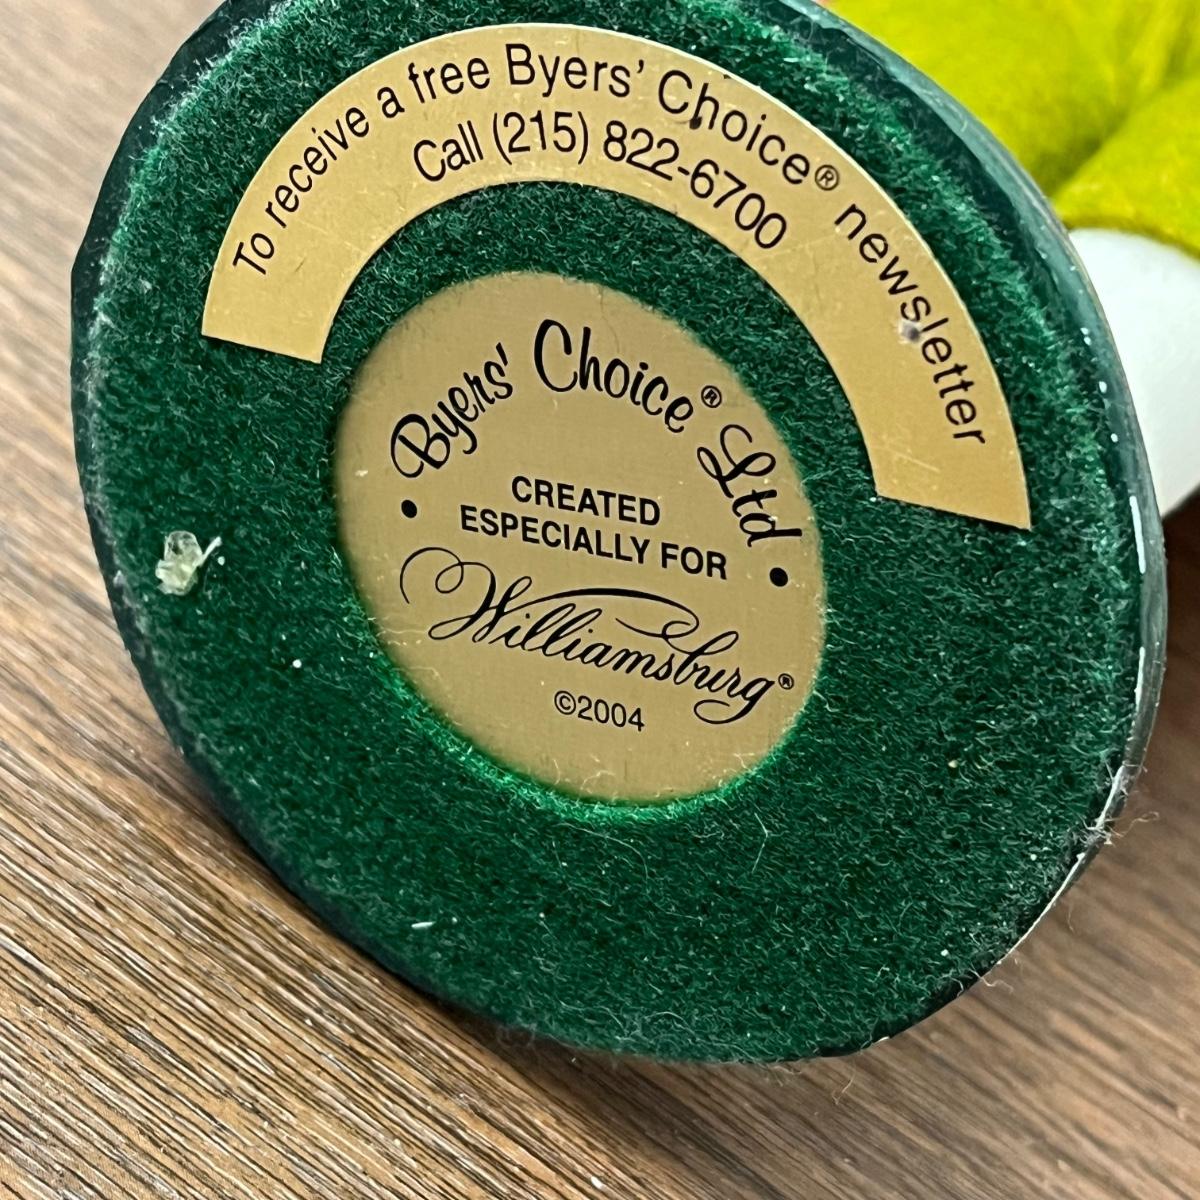 To receive a free Byers' Choice® newsletter
Call (215) 822-6700
Byers' Choice® Ltd
• CREATED •
ESPECIALLY FOR
Williamsburg®
©2004